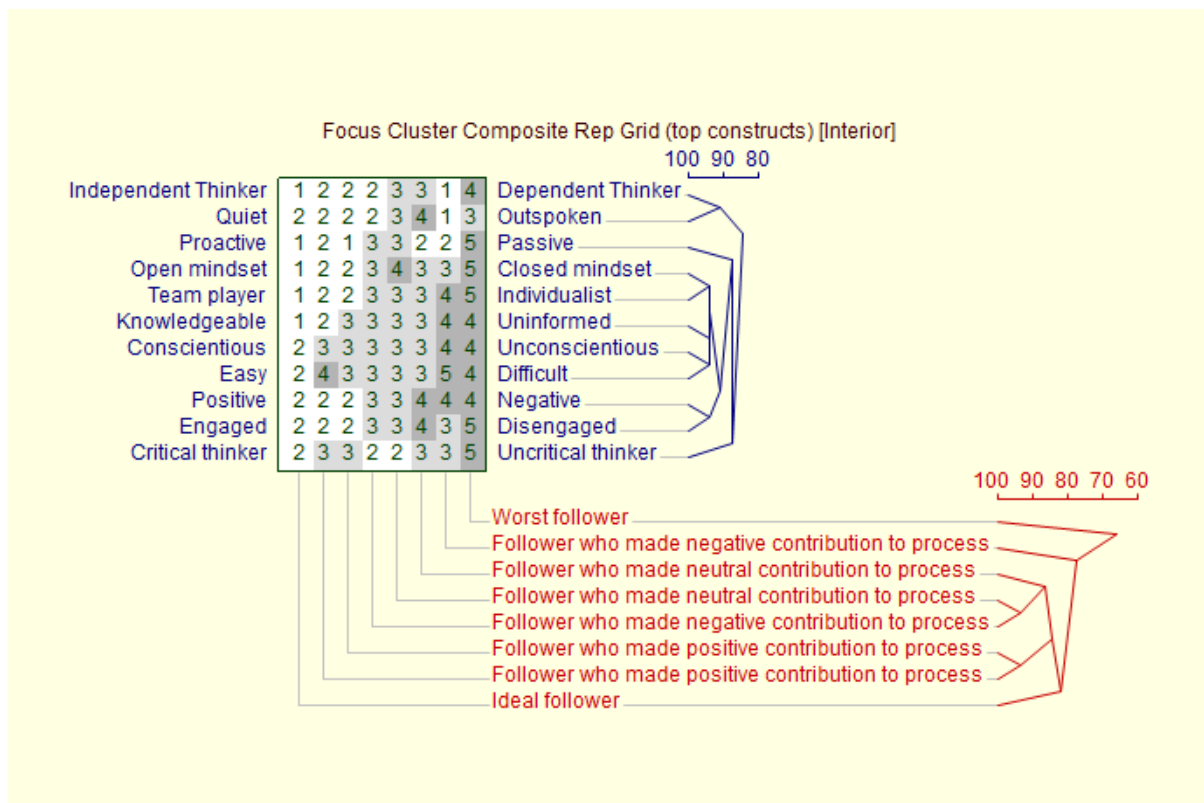 Focus Cluster Composite Rep Grid (top constructs) [Interior]
100 90 80
Independent Thinker 1 2 2 2 3 3 1 4 Dependent Thinker
Quiet 2 2 2 2 3 4 1 3 Outspoken
Proactive 1 2 1 3 3 2 2 5 Passive
Open mindset 1 2 2 3 4 3 3 5 Closed mindset
Team player 1 2 2 3 3 3 4 5 Individualist
Knowledgeable 1 2 3 3 3 3 4 4 Uninformed
Conscientious 2 3 3 3 3 3 4 4 Unconscientious
Easy 2 4 3 3 3 3 5 4 Difficult
Positive 2 2 2 3 3 4 4 4 Negative
Engaged 2 2 2 3 3 4 3 5 Disengaged
Critical thinker 2 3 3 2 2 3 3 5 Uncritical thinker
100 90 80 70 60
Worst follower
Follower who made negative contribution to process
Follower who made neutral contribution to process
Follower who made neutral contribution to process
Follower who made negative contribution to process
Follower who made positive contribution to process
Follower who made positive contribution to process
Ideal follower